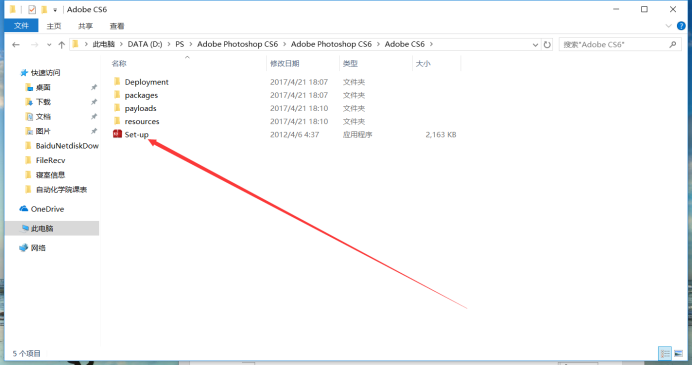 Adobe CS6
文件 主页 共享 查看
此电脑 > DATA (D:) > PS > Adobe Photoshop CS6 > Adobe Photoshop CS6 > Adobe CS6 >
搜索"Adobe CS6"
名称 修改日期 类型 大小
快速访问
桌面
下载
文档
图片
BaiduNetdiskDow
FileRecv
寝室信息
自动化学院课表
OneDrive
此电脑
网络
Deployment 2017/4/21 18:07 文件夹
packages 2017/4/21 18:07 文件夹
payloads 2017/4/21 18:10 文件夹
resources 2017/4/21 18:10 文件夹
Set-up 2012/4/6 4:37 应用程序 2,163 KB
5 个项目